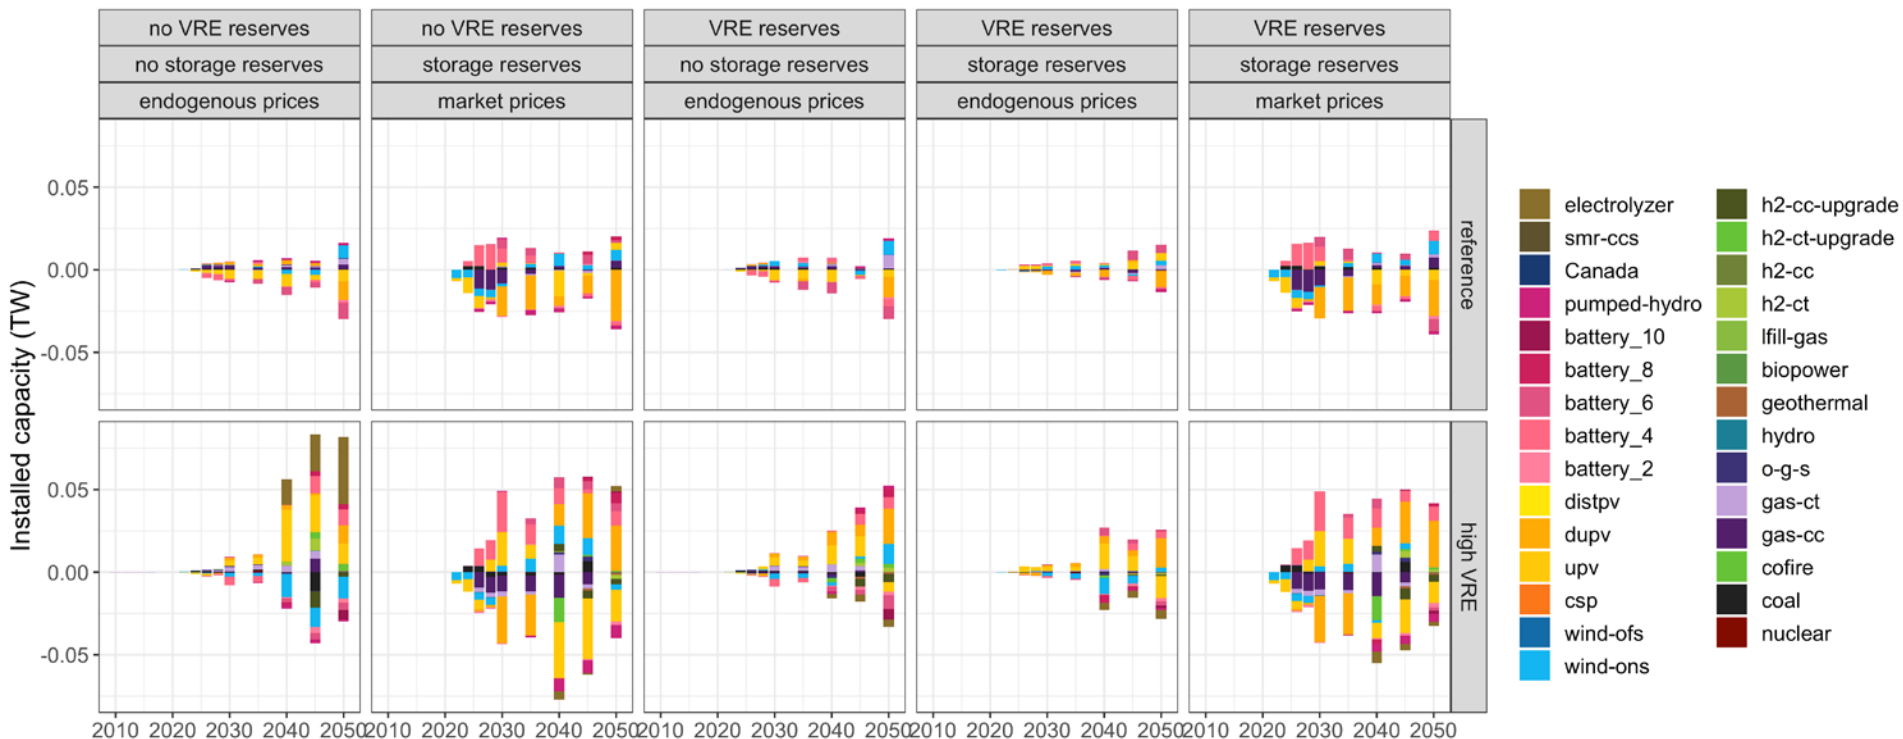 no VRE reserves no VRE reserves VRE reserves VRE reserves VRE reserves
no storage reserves storage reserves no storage reserves storage reserves storage reserves
endogenous prices market prices endogenous prices endogenous prices market prices
Installed capacity (TW)
0.05
0.00
-0.05
reference
0.05
0.00
-0.05
high VRE
2010 2020 2030 2040 2050 2010 2020 2030 2040 2050 2010 2020 2030 2040 2050 2010 2020 2030 2040 2050 2010 2020 2030 2040 2050
electrolyzer
smr-ccs
Canada
pumped-hydro
battery_10
battery_8
battery_6
battery_4
battery_2
distpv
dupv
upv
csp
wind-ofs
wind-ons
h2-cc-upgrade
h2-ct-upgrade
h2-cc
h2-ct
lfill-gas
biopower
geothermal
hydro
o-g-s
gas-ct
gas-cc
cofire
coal
nuclear